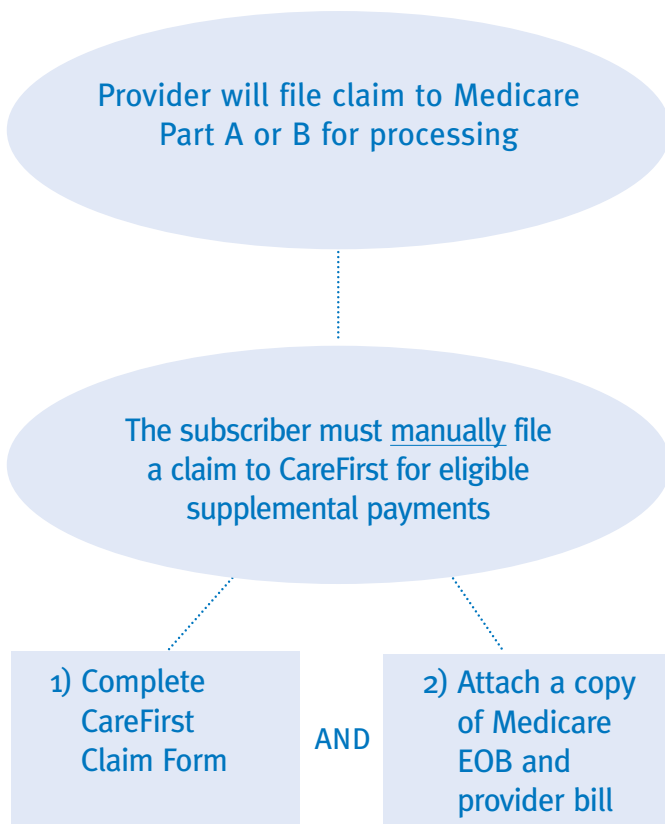 Provider will file claim to Medicare
Part A or B for processing
The subscriber must manually file
a claim to CareFirst for eligible
supplemental payments
1) Complete
CareFirst
Claim Form
AND
2) Attach a copy
of Medicare
EOB and
provider bill